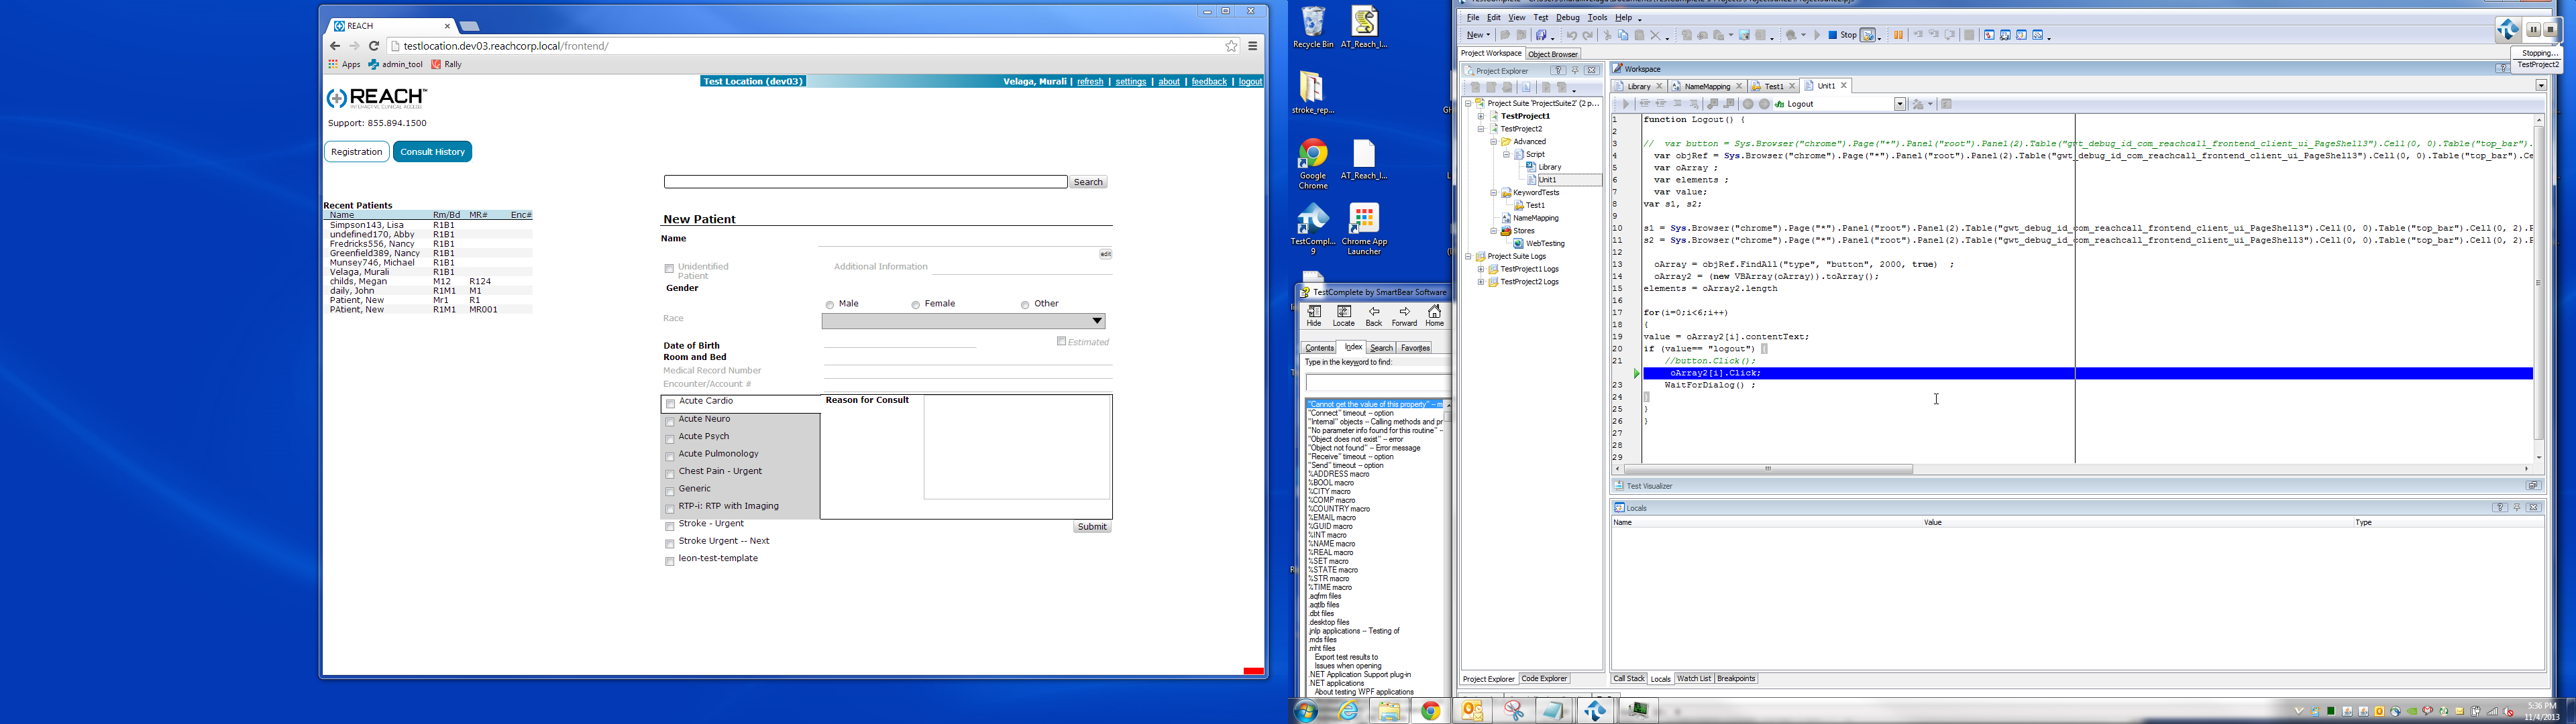 REACH
testlocation.dev03.reachcorp.local/frontend/
Apps admin_tool Rally
Test Location (dev03)
Velaga, Murali | refresh | settings | about | feedback | logout
REACH™
INTERACTIVE CLINICAL ACCESS
Support: 855.894.1500
Registration Consult History
Search
Recent Patients
Name Rm/Bd MR# Enc#
Simpson143, Lisa R1B1
undefined170, Abby R1B1
Fredricks556, Nancy R1B1
Greenfield389, Nancy R1B1
Munsey746, Michael R1B1
Velaga, Murali R1B1
childs, Megan M12 R124
daily, John R1M1 M1
Patient, New Mr1 R1
PAtient, New R1M1 MR001
New Patient
Name
edit
Unidentified Patient
Additional Information
Gender
Male Female Other
Race
Date of Birth
Estimated
Room and Bed
Medical Record Number
Encounter/Account #
Acute Cardio
Acute Neuro
Acute Psych
Acute Pulmonology
Chest Pain - Urgent
Generic
RTP-i: RTP with Imaging
Stroke - Urgent
Stroke Urgent -- Next
leon-test-template
Reason for Consult
Submit
Recycle Bin
AT_Reach_I...
stroke_rep...
Google Chrome
AT_Reach_I...
TestCompl... 9
Chrome App Launcher
TestComplete by SmartBear Software
Hide Locate Back Forward Home
Contents Index Search Favorites
Type in the keyword to find:
"Cannot get the value of this property" -- m
"Connect" timeout -- option
"Internal" objects -- Calling methods and pr
"No parameter info found for this routine" --
"Object does not exist" -- error
"Object not found" -- Error message
"Receive" timeout -- option
"Send" timeout -- option
%ADDRESS macro
%BOOL macro
%CITY macro
%COMP macro
%COUNTRY macro
%EMAIL macro
%GUID macro
%INT macro
%NAME macro
%REAL macro
%SET macro
%STATE macro
%STR macro
%TIME macro
.aqfm files
.aqtlb files
.dbt files
.desktop files
.jnlp applications -- Testing of
.mds files
.mht files
Export test results to
Issues when opening
.NET Application Support plug-in
.NET applications
About testing WPF applications
File Edit View Test Debug Tools Help
New
Stop
Stopping...
TestProject2
Project Workspace Object Browser
Project Explorer
Project Suite 'ProjectSuite2' (2 p...
TestProject1
TestProject2
Advanced
Script
Library
Unit1
KeywordTests
Test1
NameMapping
Stores
WebTesting
Project Suite Logs
TestProject1 Logs
TestProject2 Logs
Project Explorer Code Explorer
Workspace
Library NameMapping Test1 Unit1
Logout
1 function Logout() {
2
3 // var button = Sys.Browser("chrome").Page("*").Panel("root").Panel(2).Table("gwt_debug_id_com_reachcall_frontend_client_ui_PageShell3").Cell(0, 0).Table("top_bar").
4 var objRef = Sys.Browser("chrome").Page("*").Panel("root").Panel(2).Table("gwt_debug_id_com_reachcall_frontend_client_ui_PageShell3").Cell(0, 0).Table("top_bar").Ce
5 var oArray ;
6 var elements ;
7 var value;
8 var s1, s2;
9
10 s1 = Sys.Browser("chrome").Page("*").Panel("root").Panel(2).Table("gwt_debug_id_com_reachcall_frontend_client_ui_PageShell3").Cell(0, 0).Table("top_bar").Cell(0, 2).
11 s2 = Sys.Browser("chrome").Page("*").Panel("root").Panel(2).Table("gwt_debug_id_com_reachcall_frontend_client_ui_PageShell3").Cell(0, 0).Table("top_bar").Cell(0, 2).
12
13 oArray = objRef.FindAll("type", "button", 2000, true) ;
14 oArray2 = (new VBArray(oArray)).toArray();
15 elements = oArray2.length
16
17 for(i=0;i<6;i++)
18 {
19 value = oArray2[i].contentText;
20 if (value== "logout") {
21 //button.Click();
oArray2[i].Click;
23 WaitForDialog() ;
24 }
25 }
26 }
27
28
29
Test Visualizer
Locals
Name Value Type
Call Stack Locals Watch List Breakpoints
5:36 PM
11/4/2013